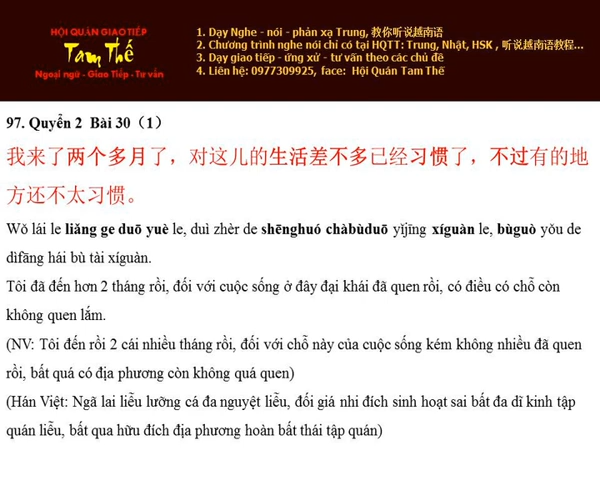 HỘI QUÁN GIAO TIẾP
Tam Thế
Ngoại ngữ - Giao Tiếp - Tư vấn
1. Dạy Nghe - nói - phản xạ Trung, 教你听说越南语
2. Chương trình nghe nói chỉ có tại HQTT: Trung, Nhật, HSK , 听说越南语教程...
3. Dạy giao tiếp - ứng xử - tư vấn theo các chủ đề
4. Liên hệ: 0977309925, face: Hội Quán Tam Thế
97. Quyển 2 Bài 30（1）
我来了两个多月了，对这儿的生活差不多已经习惯了，不过有的地
方还不太习惯。
Wǒ lái le liǎng ge duō yuè le, duì zhèr de shēnghuó chàbùduō yǐjīng xíguàn le, bùguò yǒu de
dìfāng hái bù tài xíguàn.
Tôi đã đến hơn 2 tháng rồi, đối với cuộc sống ở đây đại khái đã quen rồi, có điều có chỗ còn
không quen lắm.
(NV: Tôi đến rồi 2 cái nhiều tháng rồi, đối với chỗ này của cuộc sống kém không nhiều đã quen
rồi, bất quá có địa phương còn không quá quen)
(Hán Việt: Ngã lai liễu lưỡng cá đa nguyệt liễu, đối giá nhi đích sinh hoạt sai bất đa dĩ kinh tập
quán liễu, bất qua hữu đích địa phương hoàn bất thái tập quán)